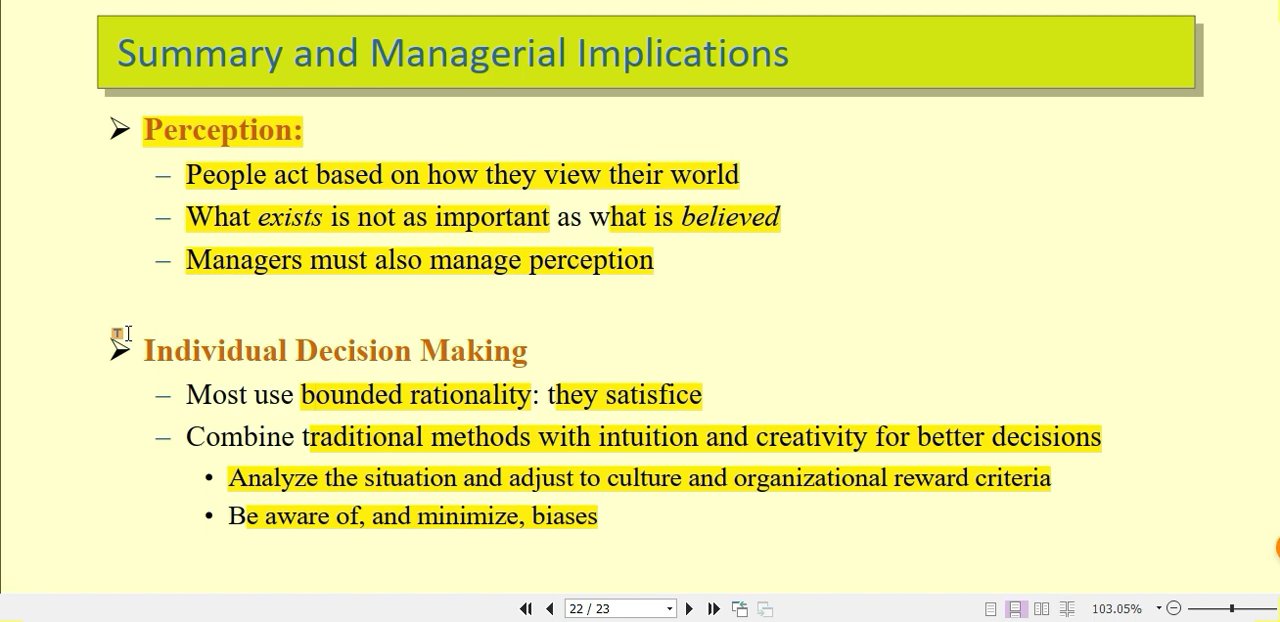 Summary and Managerial Implications
➤ Perception:
– People act based on how they view their world
– What exists is not as important as what is believed
– Managers must also manage perception
T
➤ Individual Decision Making
– Most use bounded rationality: they satisfice
– Combine traditional methods with intuition and creativity for better decisions
• Analyze the situation and adjust to culture and organizational reward criteria
• Be aware of, and minimize, biases
22 / 23
103.05%